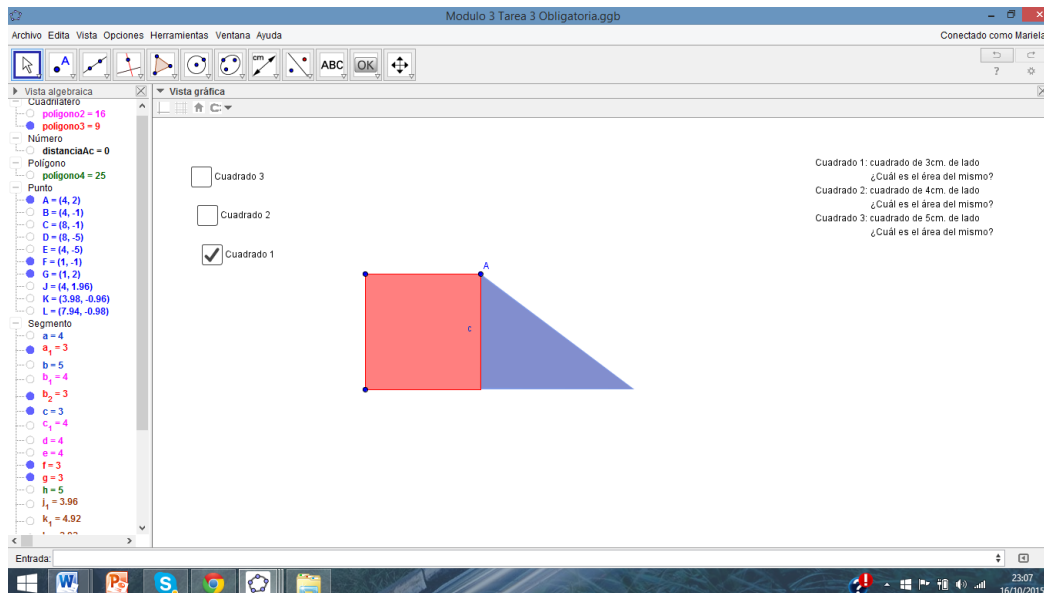 Modulo 3 Tarea 3 Obligatoria.ggb
Archivo Edita Vista Opciones Herramientas Ventana Ayuda
Conectado como Mariela
cm
ABC
OK
Vista algebraica
Vista gráfica
Cuadrilátero
poligono2 = 16
poligono3 = 9
Número
distanciaAc = 0
Polígono
poligono4 = 25
Punto
A = (4, 2)
B = (4, -1)
C = (8, -1)
D = (8, -5)
E = (4, -5)
F = (1, -1)
G = (1, 2)
J = (4, 1.96)
K = (3.98, -0.96)
L = (7.94, -0.98)
Segmento
a = 4
a₁ = 3
b = 5
b₁ = 4
b₂ = 3
c = 3
c₁ = 4
d = 4
e = 4
f = 3
g = 3
h = 5
j₁ = 3.96
k₁ = 4.92
Cuadrado 3
Cuadrado 2
Cuadrado 1
A
c
Cuadrado 1: cuadrado de 3cm. de lado
¿Cuál es el érea del mismo?
Cuadrado 2: cuadrado de 4cm. de lado
¿Cuál es el área del mismo?
Cuadrado 3: cuadrado de 5cm. de lado
¿Cuál es el área del mismo?
Entrada:
23:07
16/10/2015